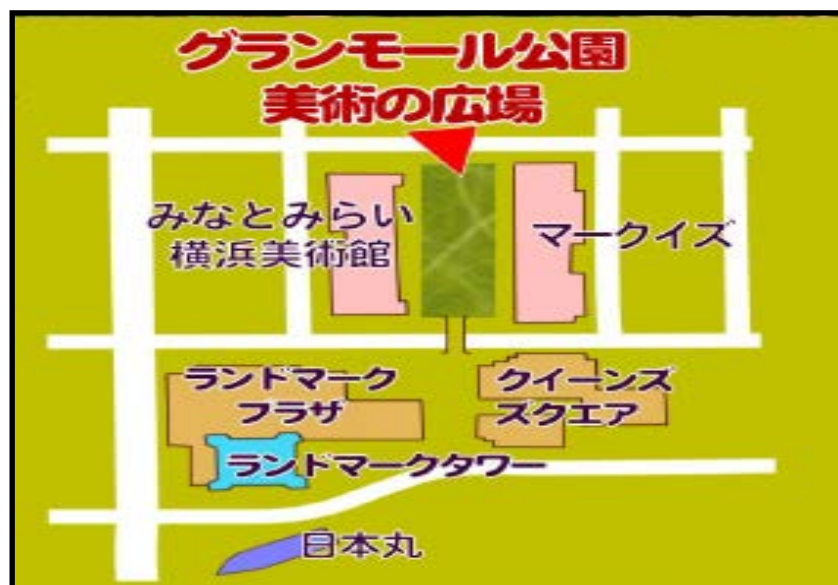 グランモール公園
美術の広場
みなとみらい
横浜美術館
マークイズ
ランドマーク
プラザ
クイーンズ
スクエア
ランドマークタワー
日本丸